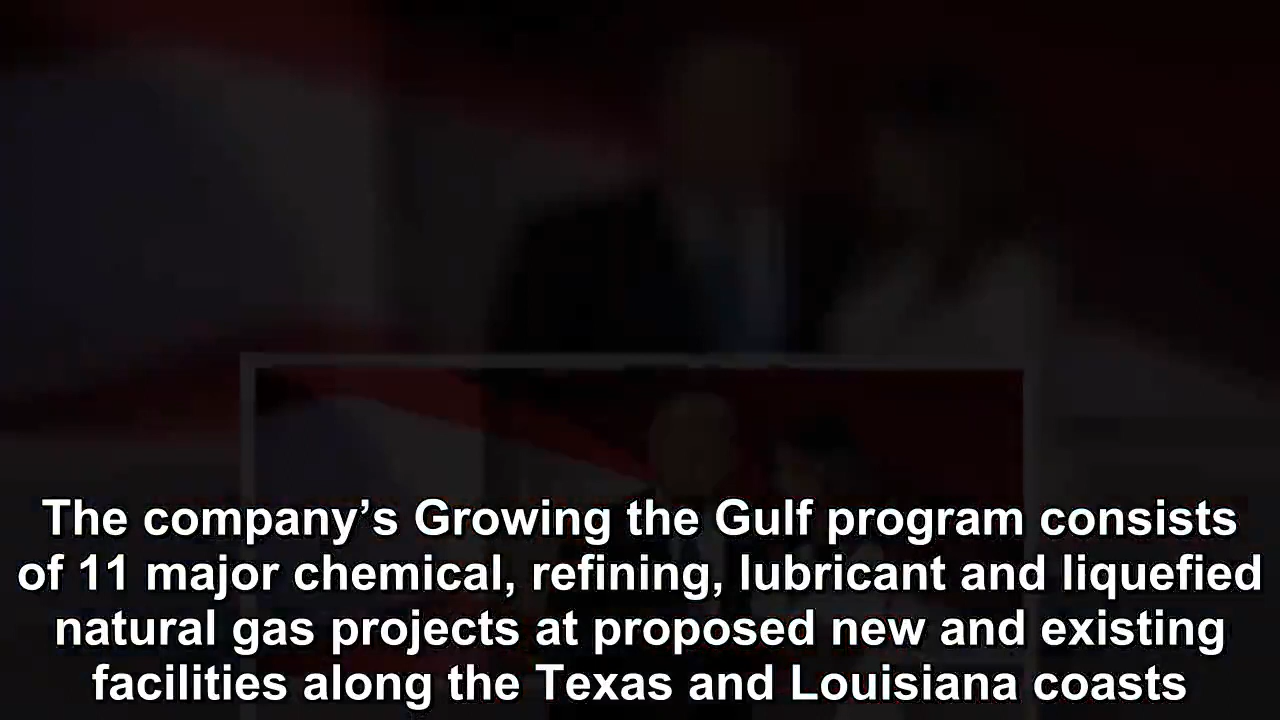 The company’s Growing the Gulf program consists
of 11 major chemical, refining, lubricant and liquefied
natural gas projects at proposed new and existing
facilities along the Texas and Louisiana coasts